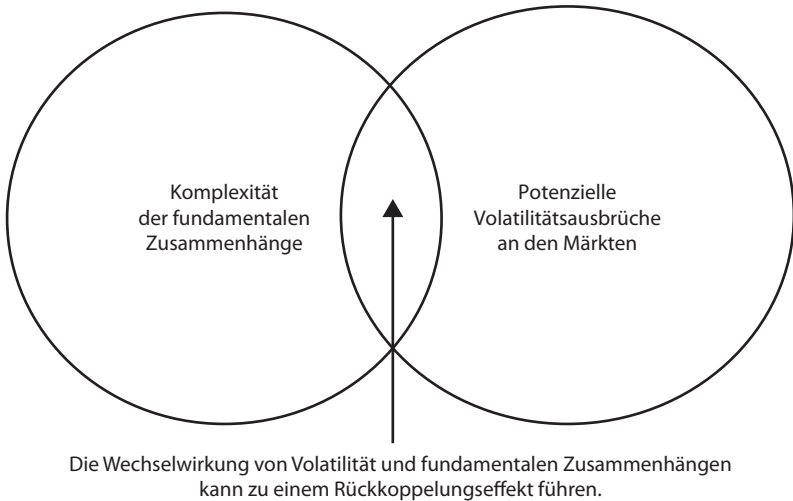 Komplexität
der fundamentalen
Zusammenhänge
Potenzielle
Volatilitätsausbrüche
an den Märkten
Die Wechselwirkung von Volatilität und fundamentalen Zusammenhängen
kann zu einem Rückkoppelungseffekt führen.